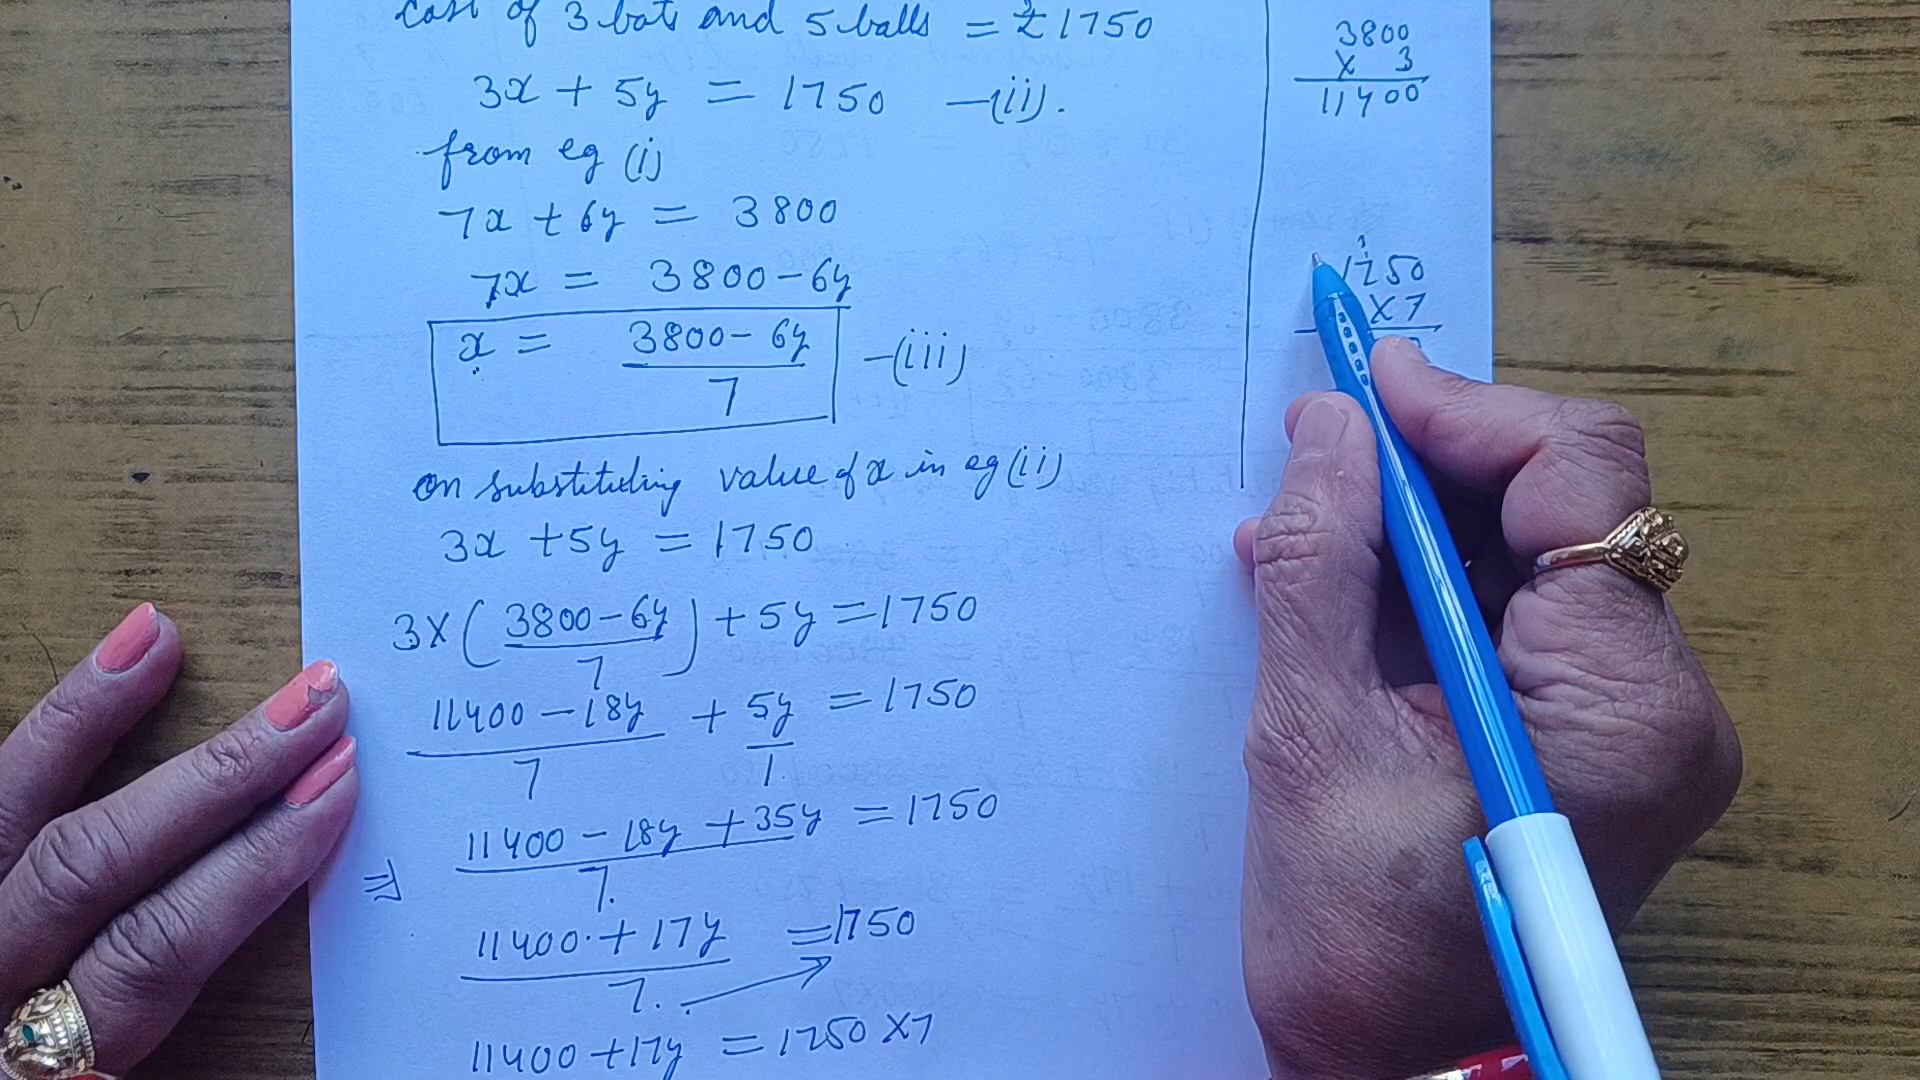 cost of 3 bats and 5 balls = ₹ 1750
3x + 5y = 1750 —(ii).
from eq (i)
7x + 6y = 3800
7x = 3800 - 6y
x = 3800 - 6y —(iii)
7
on substituting value of x in eq (ii)
3x + 5y = 1750
3 × ( 3800 - 6y ) + 5y = 1750
7
11400 - 18y + 5y = 1750
7 1.
11400 - 18y + 35y = 1750
⇒ 7.
11400 + 17y = 1750
7.
11400 + 17y = 1750 × 7
3800
× 3
11400
3
1750
× 7